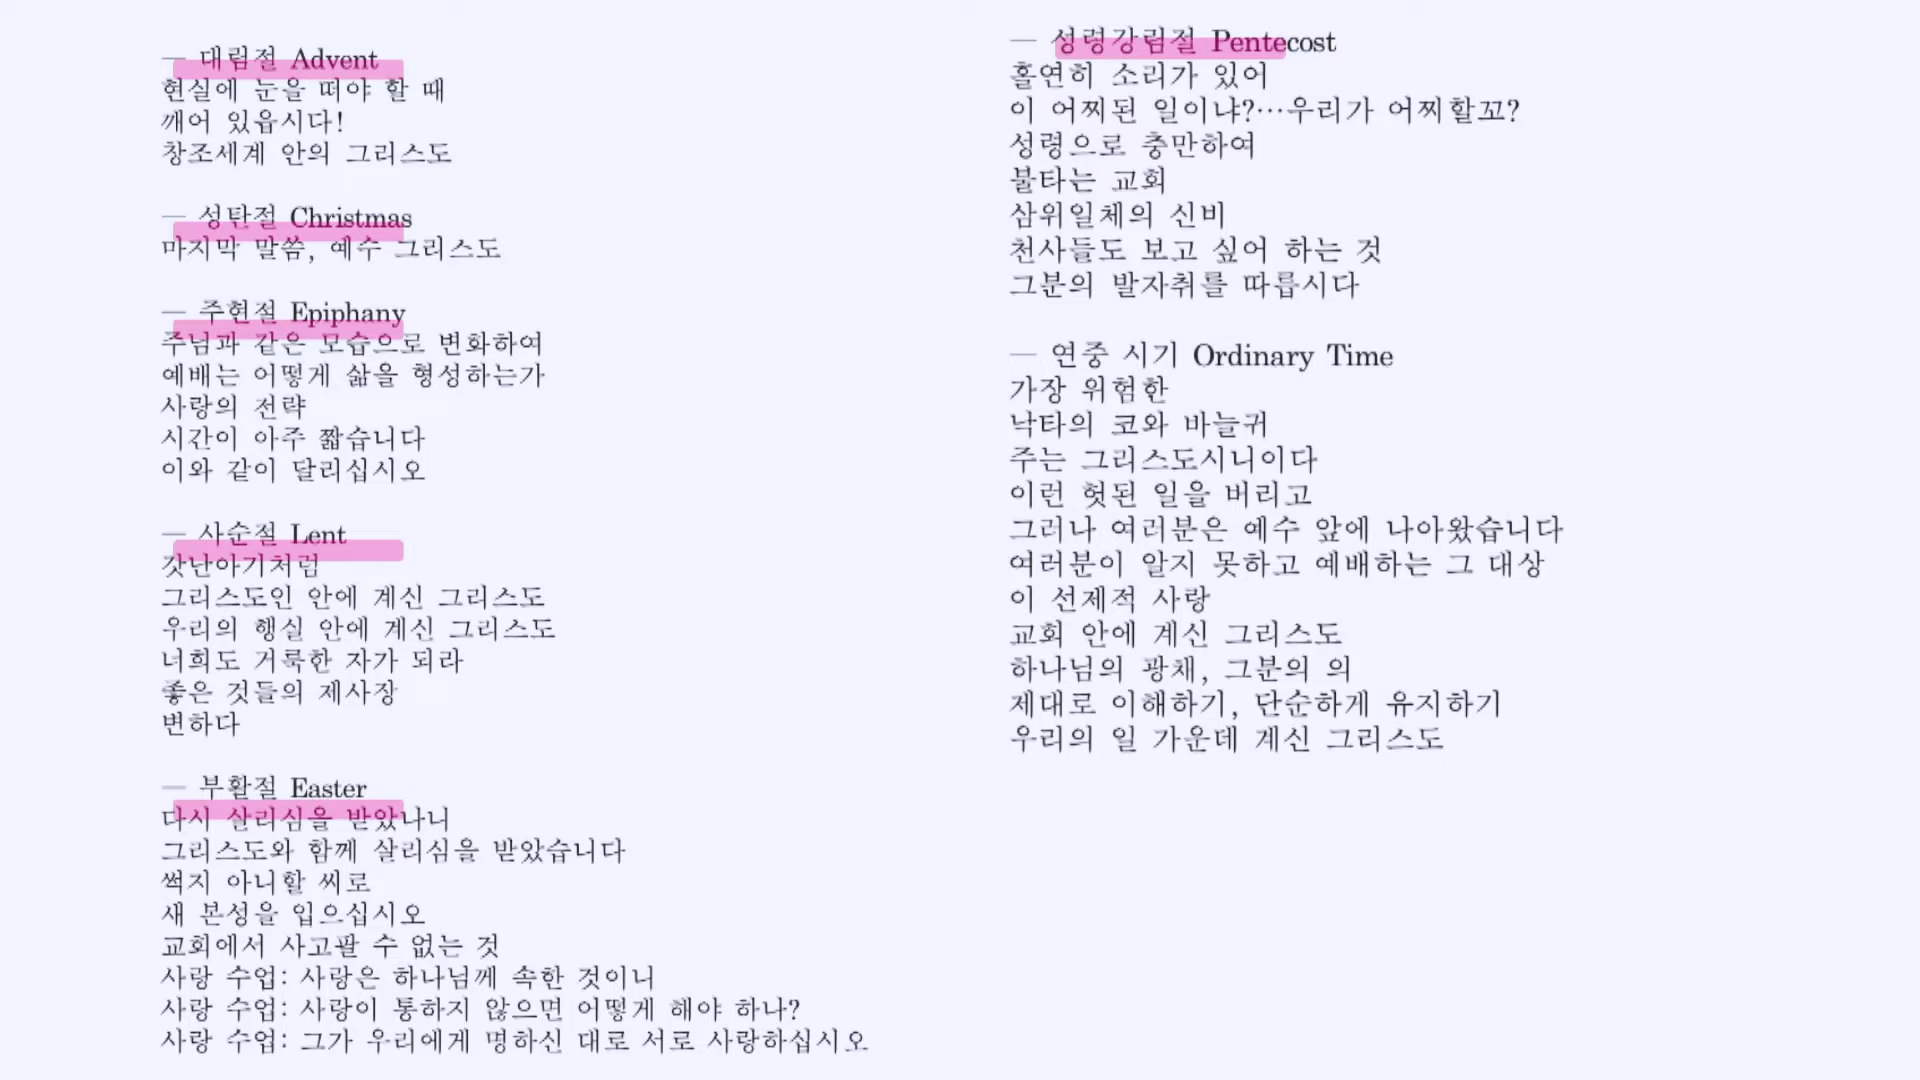 — 대림절 Advent
현실에 눈을 떠야 할 때
깨어 있읍시다!
창조세계 안의 그리스도
— 성탄절 Christmas
마지막 말씀, 예수 그리스도
— 주현절 Epiphany
주님과 같은 모습으로 변화하여
예배는 어떻게 삶을 형성하는가
사랑의 전략
시간이 아주 짧습니다
이와 같이 달리십시오
— 사순절 Lent
갓난아기처럼
그리스도인 안에 계신 그리스도
우리의 행실 안에 계신 그리스도
너희도 거룩한 자가 되라
좋은 것들의 제사장
변하다
— 부활절 Easter
다시 살리심을 받았나니
그리스도와 함께 살리심을 받았습니다
썩지 아니할 씨로
새 본성을 입으십시오
교회에서 사고팔 수 없는 것
사랑 수업: 사랑은 하나님께 속한 것이니
사랑 수업: 사랑이 통하지 않으면 어떻게 해야 하나?
사랑 수업: 그가 우리에게 명하신 대로 서로 사랑하십시오
— 성령강림절 Pentecost
홀연히 소리가 있어
이 어찌된 일이냐?…우리가 어찌할꼬?
성령으로 충만하여
불타는 교회
삼위일체의 신비
천사들도 보고 싶어 하는 것
그분의 발자취를 따릅시다
— 연중 시기 Ordinary Time
가장 위험한
낙타의 코와 바늘귀
주는 그리스도시니이다
이런 헛된 일을 버리고
그러나 여러분은 예수 앞에 나아왔습니다
여러분이 알지 못하고 예배하는 그 대상
이 선제적 사랑
교회 안에 계신 그리스도
하나님의 광채, 그분의 의
제대로 이해하기, 단순하게 유지하기
우리의 일 가운데 계신 그리스도